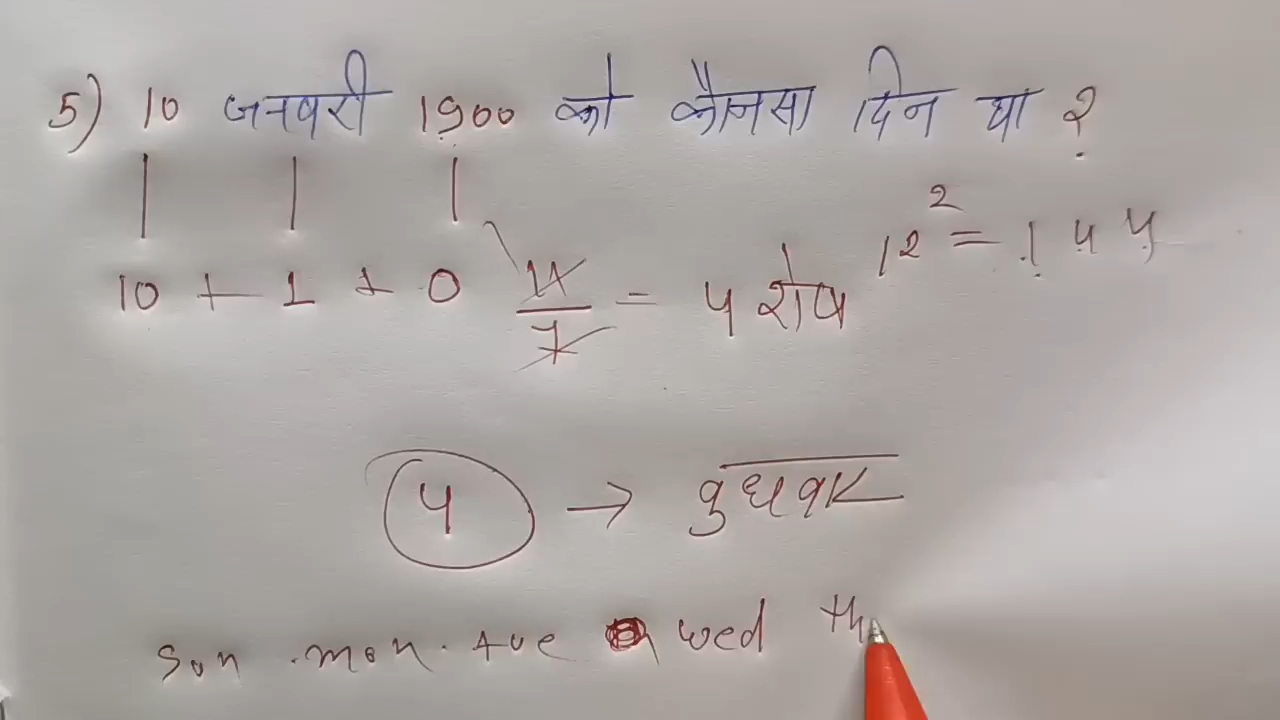 5) 10 जनवरी 1900 को कौनसा दिन था ?
12² = 144
10 + 1 + 0 11/7 = 4 शेष
4 → बुधवार
Sun . mon . tue wed th